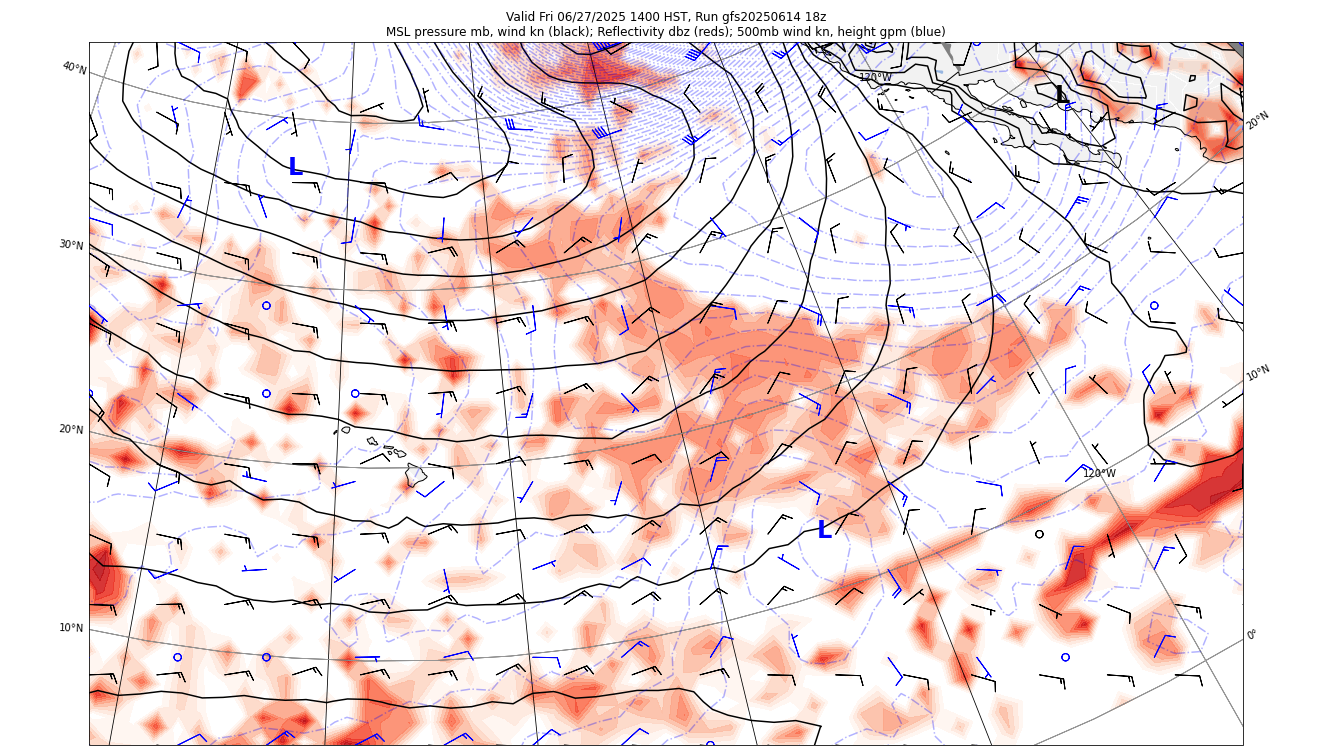 Valid Fri 06/27/2025 1400 HST, Run gfs20250614 18z
MSL pressure mb, wind kn (black); Reflectivity dbz (reds); 500mb wind kn, height gpm (blue)
40°N
120°W
L
20°N
L
30°N
10°N
20°N
120°W
L
10°N
0°